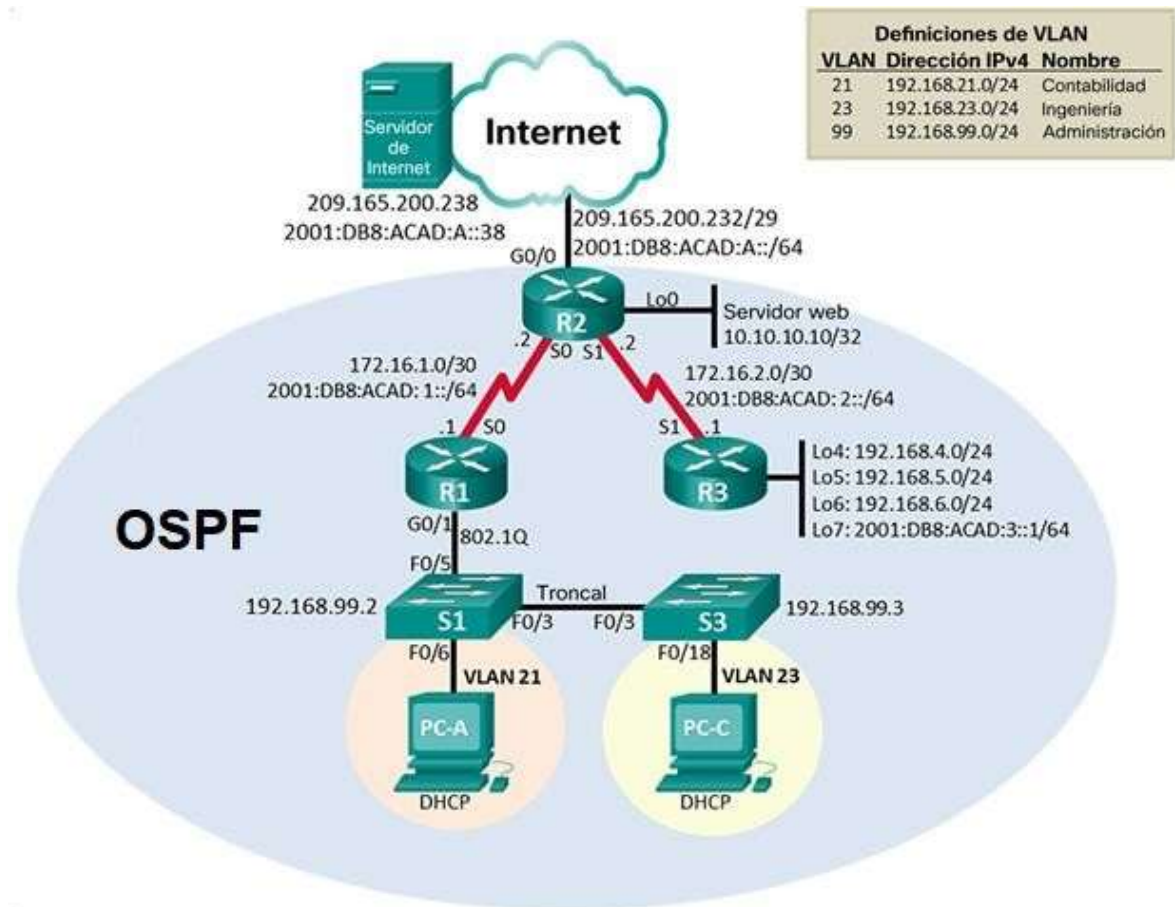 Definiciones de VLAN
VLAN Dirección IPv4 Nombre
21 192.168.21.0/24 Contabilidad
23 192.168.23.0/24 Ingeniería
99 192.168.99.0/24 Administración
Servidor
de
Internet
Internet
209.165.200.238
2001:DB8:ACAD:A::38
209.165.200.232/29
2001:DB8:ACAD:A::/64
G0/0
R2
Lo0
Servidor web
10.10.10.10/32
.2
S0
S1
.2
172.16.1.0/30
2001:DB8:ACAD: 1::/64
172.16.2.0/30
2001:DB8:ACAD: 2::/64
.1
S0
S1
.1
R1
R3
Lo4: 192.168.4.0/24
Lo5: 192.168.5.0/24
Lo6: 192.168.6.0/24
Lo7: 2001:DB8:ACAD:3::1/64
OSPF
G0/1
802.1Q
F0/5
Troncal
192.168.99.2
S1
F0/3
F0/3
S3
192.168.99.3
F0/6
F0/18
VLAN 21
VLAN 23
PC-A
PC-C
DHCP
DHCP